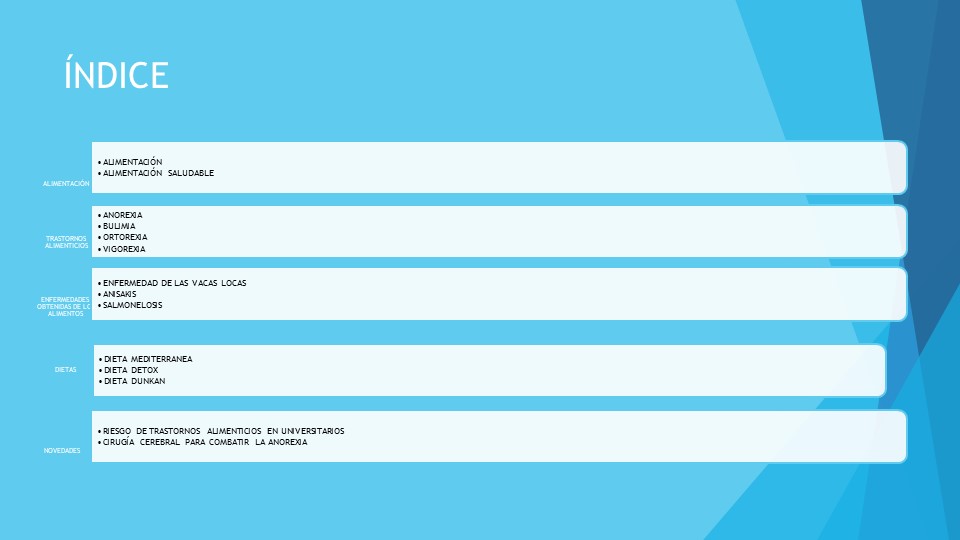 ÍNDICE
ALIMENTACIÓN
• ALIMENTACIÓN
• ALIMENTACIÓN SALUDABLE
TRASTORNOS
ALIMENTICIOS
• ANOREXIA
• BULIMIA
• ORTOREXIA
• VIGOREXIA
ENFERMEDADES
OBTENIDAS DE LO
ALIMENTOS
• ENFERMEDAD DE LAS VACAS LOCAS
• ANISAKIS
• SALMONELOSIS
DIETAS
• DIETA MEDITERRANEA
• DIETA DETOX
• DIETA DUNKAN
NOVEDADES
• RIESGO DE TRASTORNOS ALIMENTICIOS EN UNIVERSITARIOS
• CIRUGÍA CEREBRAL PARA COMBATIR LA ANOREXIA